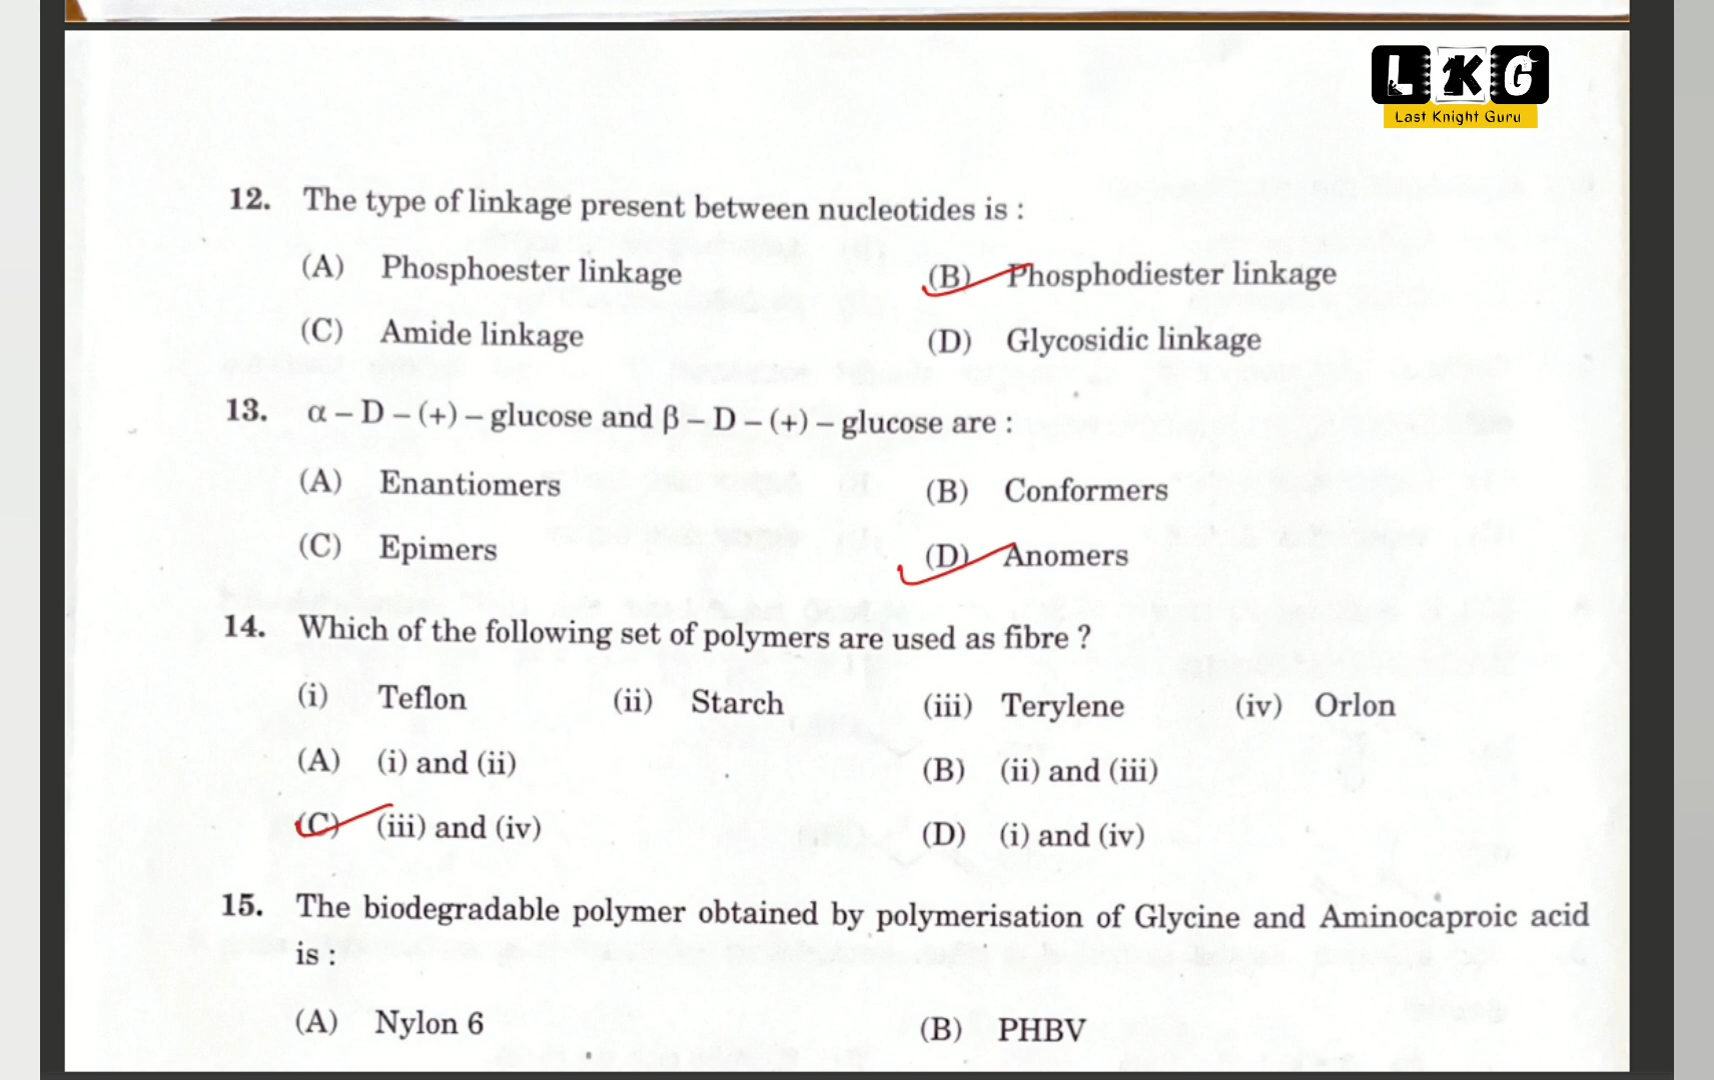 LKG
Last Knight Guru
12. The type of linkage present between nucleotides is :
(A) Phosphoester linkage (B) Phosphodiester linkage
(C) Amide linkage (D) Glycosidic linkage
13. α – D – (+) – glucose and β – D – (+) – glucose are :
(A) Enantiomers (B) Conformers
(C) Epimers (D) Anomers
14. Which of the following set of polymers are used as fibre ?
(i) Teflon (ii) Starch (iii) Terylene (iv) Orlon
(A) (i) and (ii) (B) (ii) and (iii)
(C) (iii) and (iv) (D) (i) and (iv)
15. The biodegradable polymer obtained by polymerisation of Glycine and Aminocaproic acid
is :
(A) Nylon 6 (B) PHBV